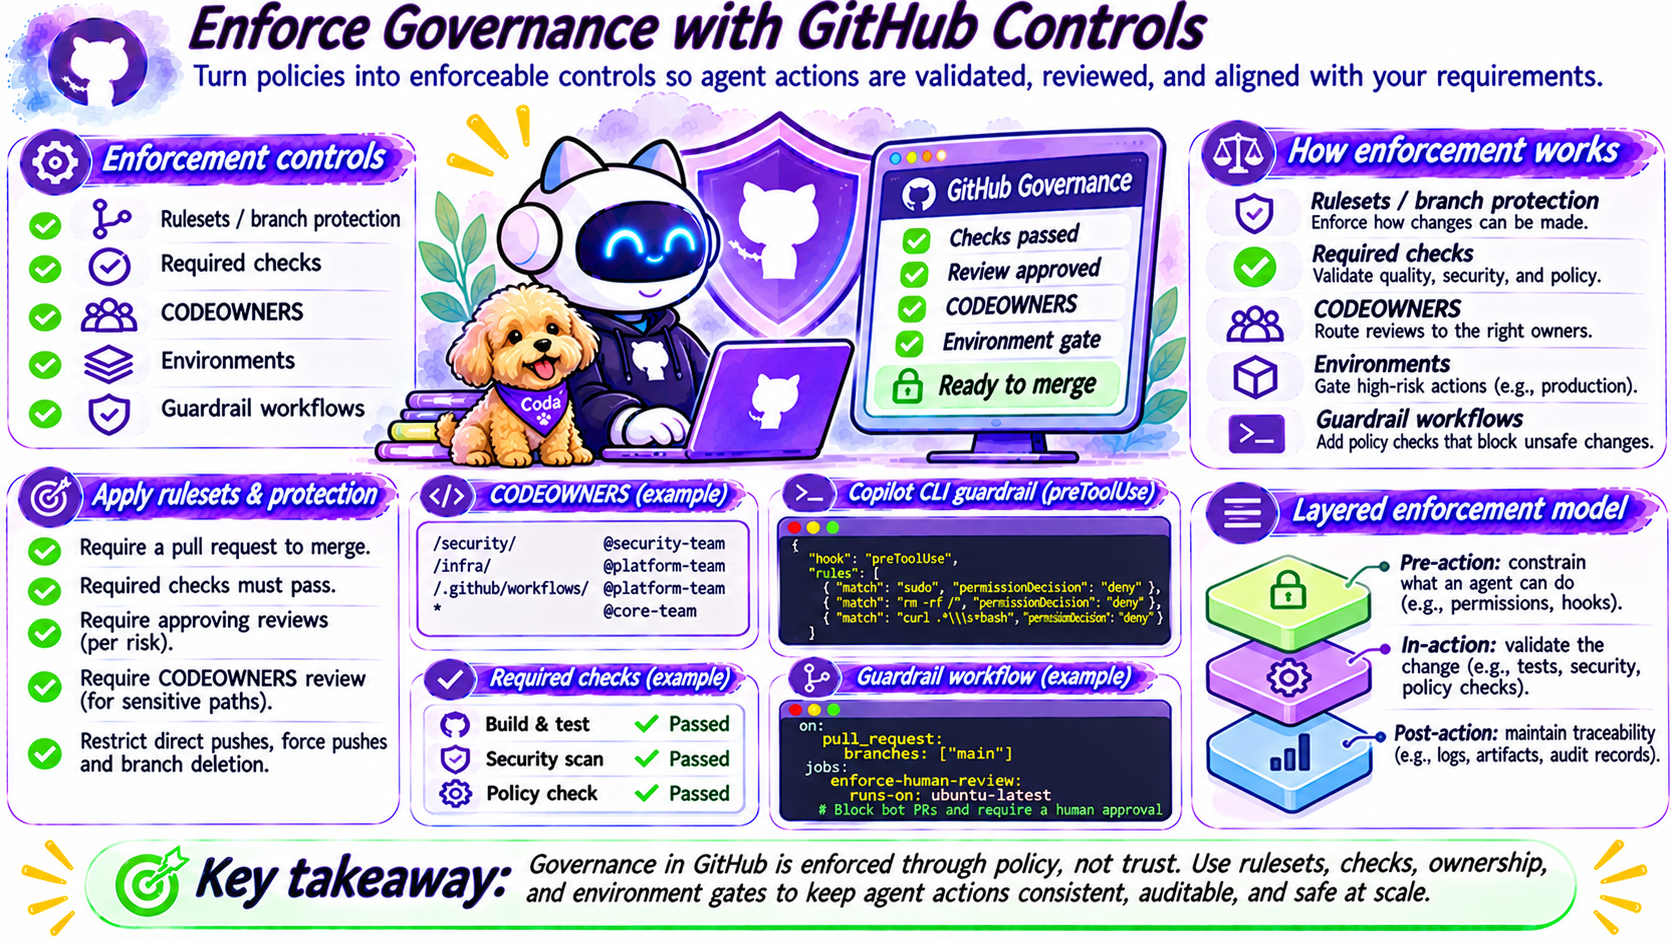 Enforce Governance with GitHub Controls
Turn policies into enforceable controls so agent actions are validated, reviewed, and aligned with your requirements.
Enforcement controls
Rulesets / branch protection
Required checks
CODEOWNERS
Environments
Guardrail workflows
Coda
GitHub Governance
Checks passed
Review approved
CODEOWNERS
Environment gate
Ready to merge
How enforcement works
Rulesets / branch protection
Enforce how changes can be made.
Required checks
Validate quality, security, and policy.
CODEOWNERS
Route reviews to the right owners.
Environments
Gate high-risk actions (e.g., production).
Guardrail workflows
Add policy checks that block unsafe changes.
Apply rulesets & protection
Require a pull request to merge.
Required checks must pass.
Require approving reviews
(per risk).
Require CODEOWNERS review
(for sensitive paths).
Restrict direct pushes, force pushes
and branch deletion.
</> CODEOWNERS (example)
/security/ @security-team
/infra/ @platform-team
/.github/workflows/ @platform-team
* @core-team
>_ Copilot CLI guardrail (preToolUse)
{
"hook": "preToolUse",
"rules": [
{ "match": "sudo", "permissionDecision": "deny" },
{ "match": "rm -rf /", "permissionDecision": "deny" },
{ "match": "curl .*\\\s*bash", "permissionDecision": "deny" }
]
Required checks (example)
Build & test Passed
Security scan Passed
Policy check Passed
Guardrail workflow (example)
on:
pull_request:
branches: ["main"]
jobs:
enforce-human-review:
runs-on: ubuntu-latest
# Block bot PRs and require a human approval
Layered enforcement model
Pre-action: constrain
what an agent can do
(e.g., permissions, hooks).
In-action: validate the
change (e.g., tests, security,
policy checks).
Post-action: maintain traceability
(e.g., logs, artifacts, audit records).
Key takeaway:
Governance in GitHub is enforced through policy, not trust. Use rulesets, checks, ownership,
and environment gates to keep agent actions consistent, auditable, and safe at scale.